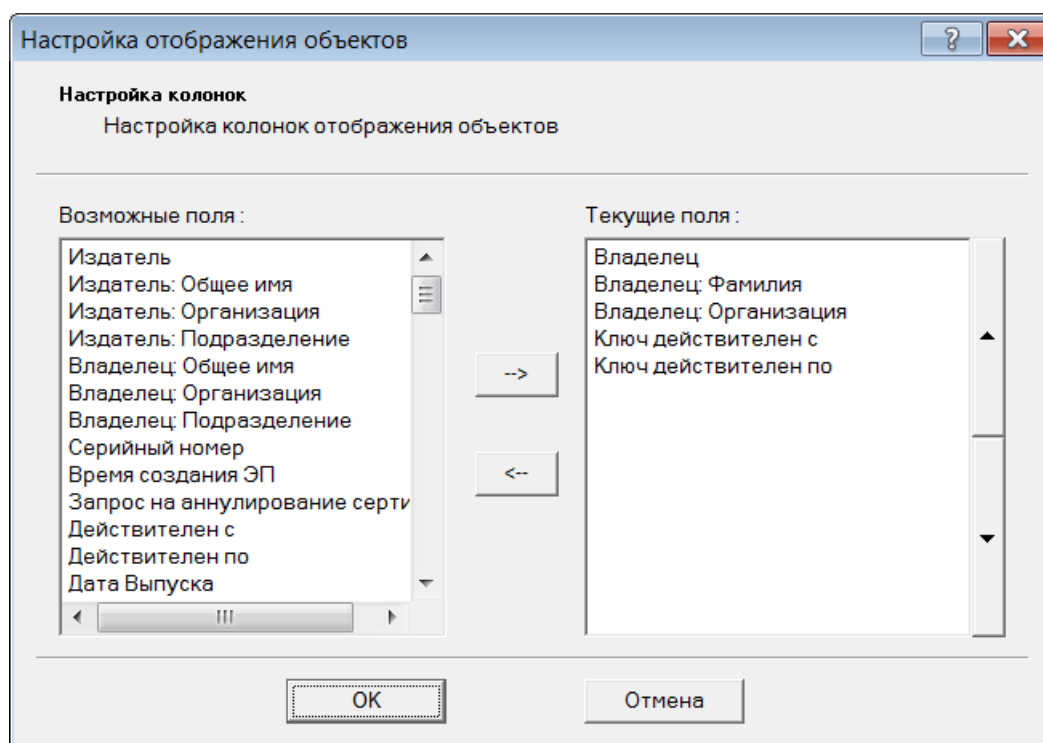 Настройка отображения объектов
Настройка колонок
Настройка колонок отображения объектов
Возможные поля :
Издатель
Издатель: Общее имя
Издатель: Организация
Издатель: Подразделение
Владелец: Общее имя
Владелец: Организация
Владелец: Подразделение
Серийный номер
Время создания ЭП
Запрос на аннулирование серти
Действителен с
Действителен по
Дата Выпуска
-->
<--
Текущие поля :
Владелец
Владелец: Фамилия
Владелец: Организация
Ключ действителен с
Ключ действителен по
OK
Отмена